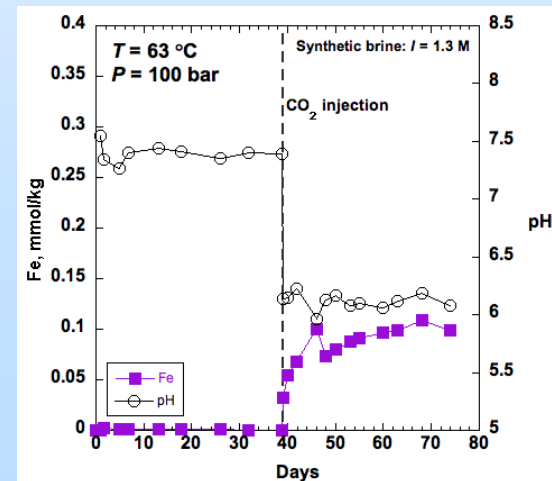 T = 63 °C
P = 100 bar
Synthetic brine: I = 1.3 M
CO₂ injection
Fe, mmol/kg
0.4
0.35
0.3
0.25
0.2
0.15
0.1
0.05
0
pH
8.5
8
7.5
7
6.5
6
5.5
5
Fe
pH
0 10 20 30 40 50 60 70 80
Days